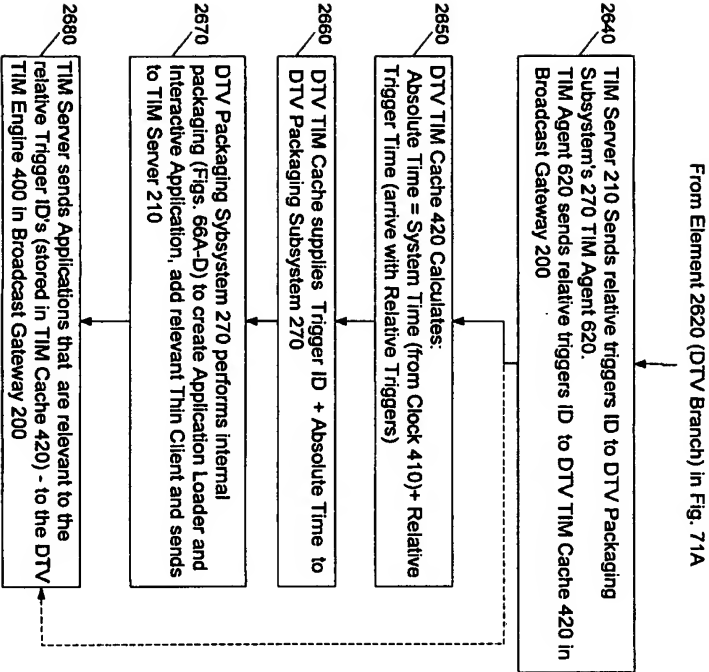 From Element 2620 (DTV Branch) in Fig. 71A
2640
TIM Server 210 Sends relative triggers ID to DTV Packaging
Subsystem's 270 TIM Agent 620.
TIM Agent 620 sends relative triggers ID to DTV TIM Cache 420 in
Broadcast Gateway 200
2650
DTV TIM Cache 420 Calculates:
Absolute Time = System Time (from Clock 410)+ Relative
Trigger Time (arrive with Relative Triggers)
2660
DTV TIM Cache supplies Trigger ID + Absolute Time to
DTV Packaging Subsystem 270
2670
DTV Packaging Sybsystem 270 performs internal
packaging (Figs. 66A-D) to create Application Loader and
Interactive Application, add relevant Thin Client and sends
to TIM Server 210
2680
TIM Server sends Applications that are relevant to the
relative Trigger ID's (stored in TIM Cache 420) - to the DTV
TIM Engine 400 in Broadcast Gateway 200